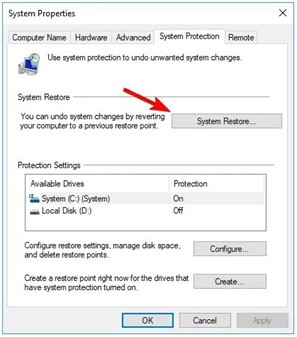 System Properties
Computer Name
Hardware
Advanced
System Protection
Remote
Use system protection to undo unwanted system changes.
System Restore
You can undo system changes by reverting
your computer to a previous restore point.
System Restore...
Protection Settings
Available Drives
Protection
System (C:) (System)
On
Local Disk (D:)
Off
Configure restore settings, manage disk space,
and delete restore points.
Configure...
Create a restore point right now for the drives that
have system protection turned on.
Create...
OK
Cancel
Apply